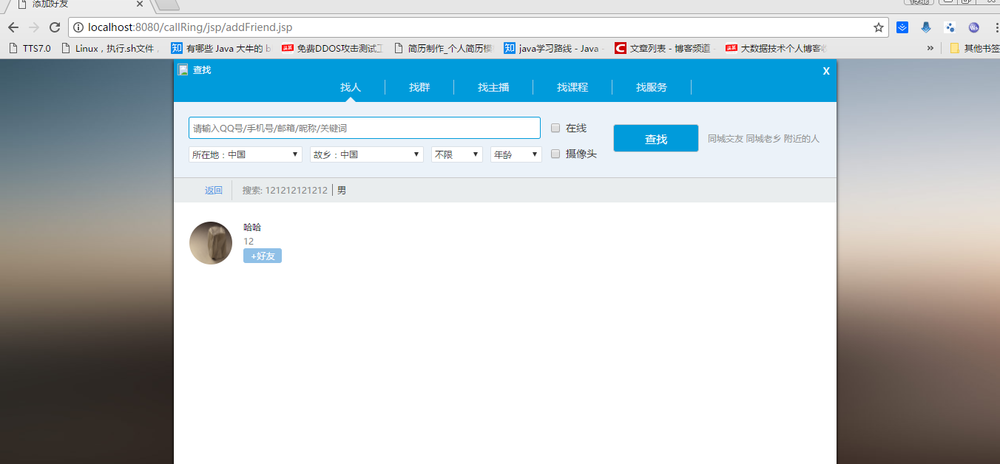 添加好友
localhost:8080/callRing/jsp/addFriend.jsp
TTS7.0 Linux，执行.sh文件， 知 有哪些 Java 大牛的 b 头条 免费DDOS攻击测试工 简历制作_个人简历模 知 java学习路线 - Java C 文章列表 - 博客频道 - 头条 大数据技术个人博客 » 其他书签
查找 X
找人 找群 找主播 找课程 找服务
请输入QQ号/手机号/邮箱/昵称/关键词 在线
查找 同城交友 同城老乡 附近的人
所在地：中国 故乡：中国 不限 年龄 摄像头
返回 搜索: 121212121212 男
哈哈
12
+好友